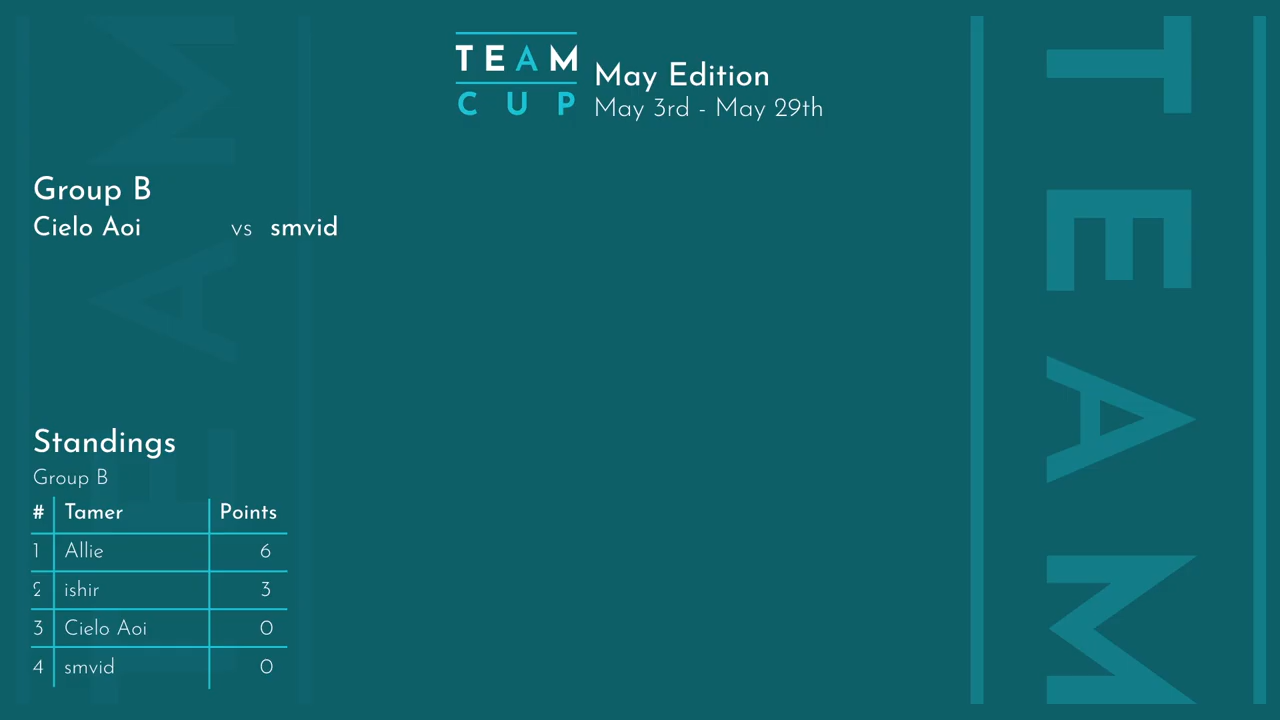 TEAM
CUP
May Edition
May 3rd - May 29th
Group B
Cielo Aoi vs smvid
Standings
Group B
# Tamer Points
1 Allie 6
2 ishir 3
3 Cielo Aoi 0
4 smvid 0
TEAM
TEAM